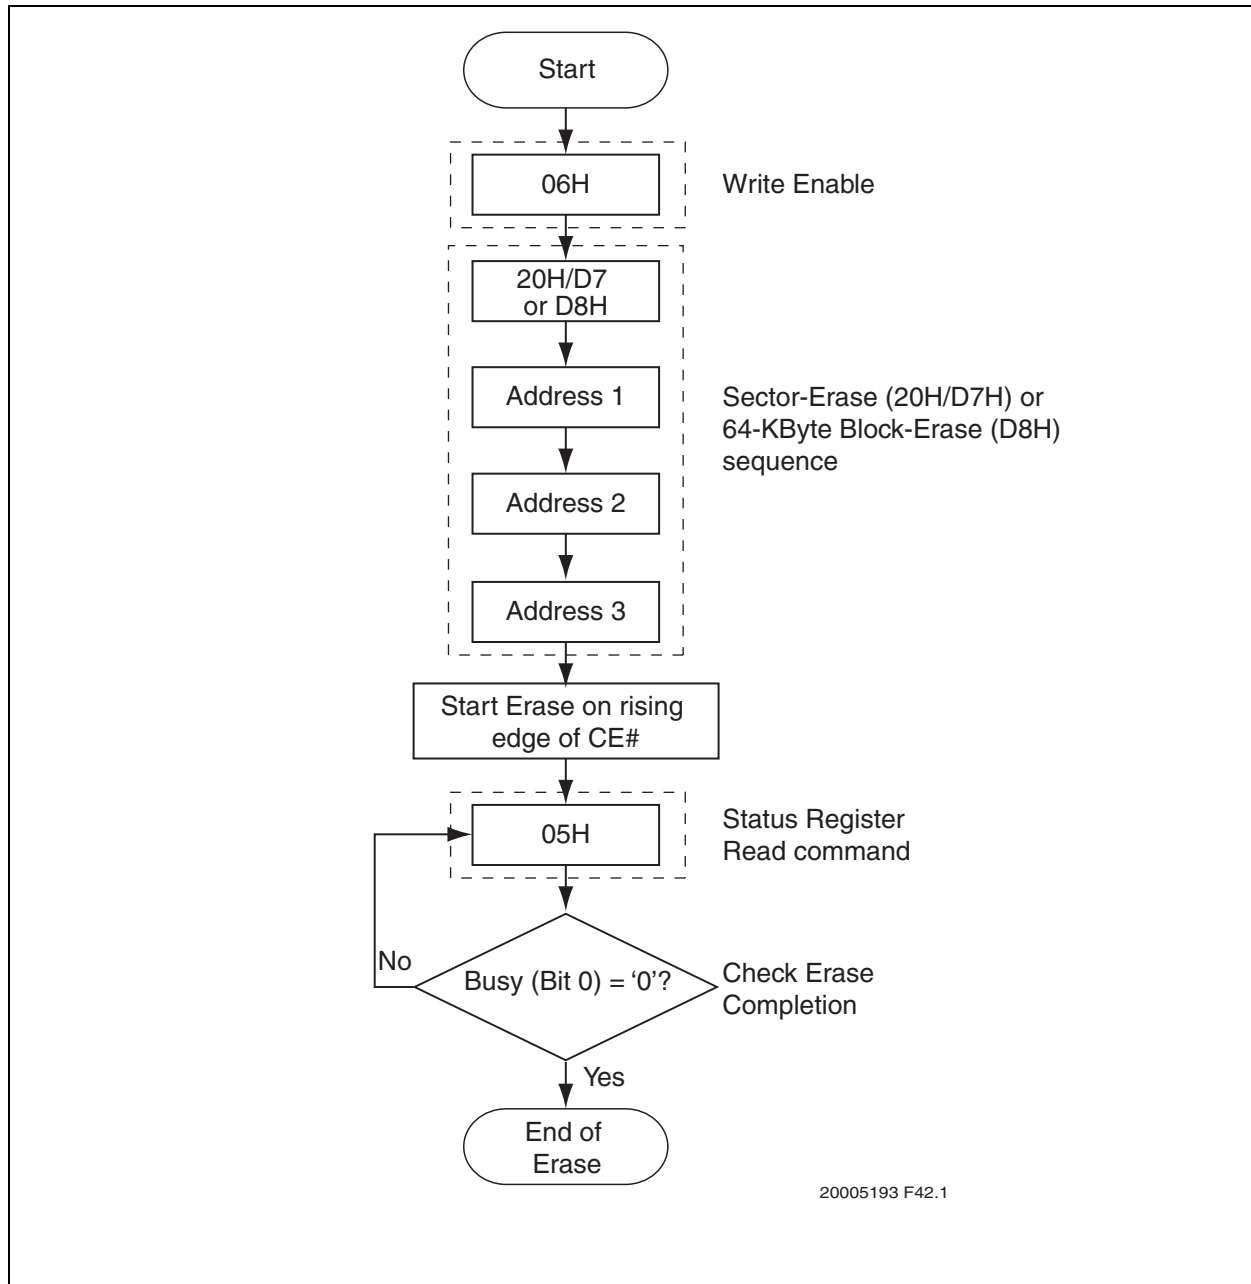 Start
06H
Write Enable
20H/D7
or D8H
Address 1
Sector-Erase (20H/D7H) or
64-KByte Block-Erase (D8H)
sequence
Address 2
Address 3
Start Erase on rising
edge of CE#
05H
Status Register
Read command
No
Busy (Bit 0) = ‘0’?
Check Erase
Completion
Yes
End of
Erase
20005193 F42.1